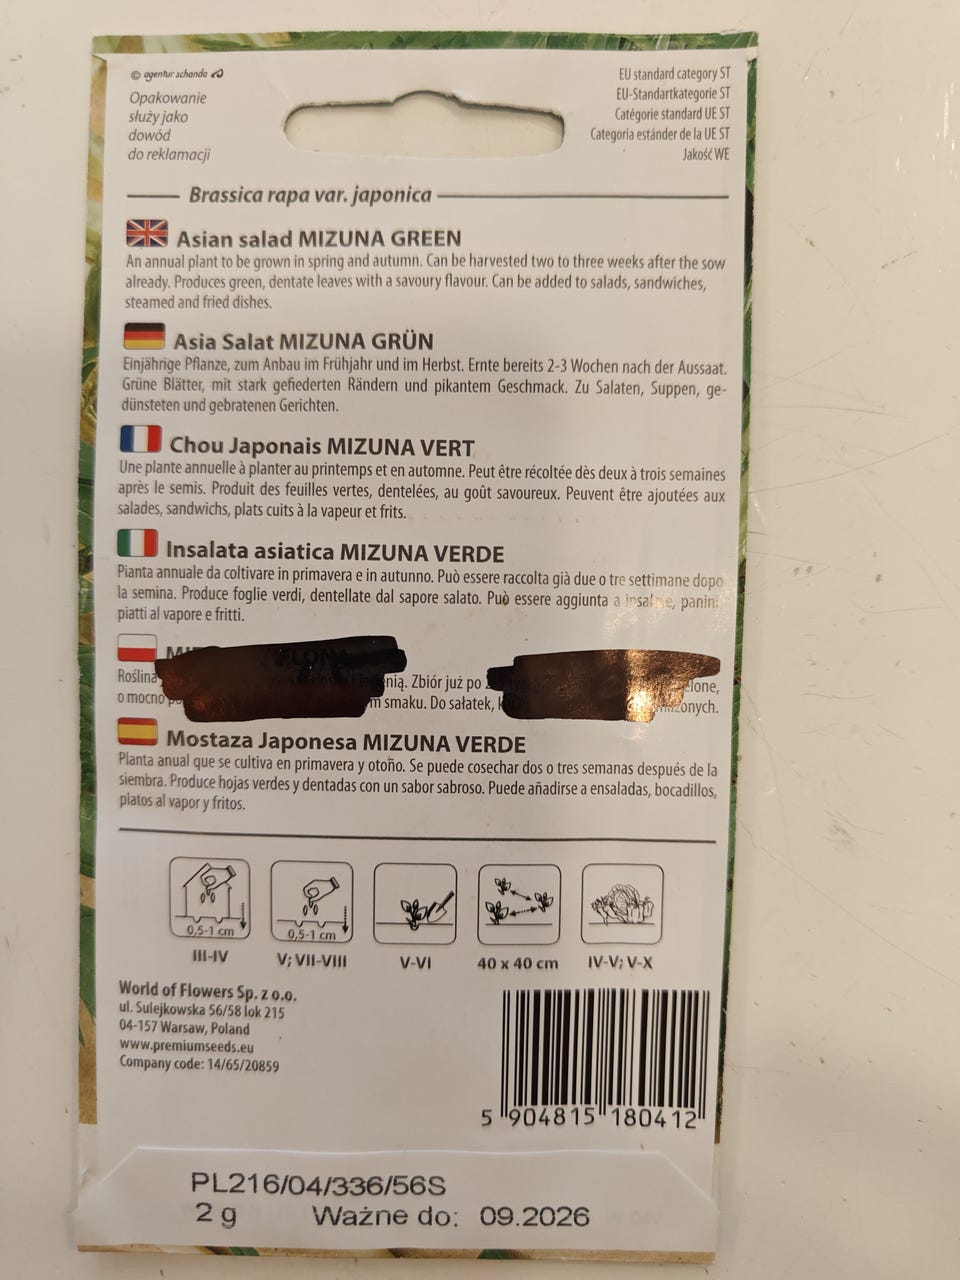 © agentur schanda
Opakowanie
służy jako
dowód
do reklamacji
EU standard category ST
EU-Standartkategorie ST
Catégorie standard UE ST
Categoria estánder de la UE ST
Jakość WE
Brassica rapa var. japonica
Asian salad MIZUNA GREEN
An annual plant to be grown in spring and autumn. Can be harvested two to three weeks after the sow
already. Produces green, dentate leaves with a savoury flavour. Can be added to salads, sandwiches,
steamed and fried dishes.
Asia Salat MIZUNA GRÜN
Einjährige Pflanze, zum Anbau im Frühjahr und im Herbst. Ernte bereits 2-3 Wochen nach der Aussaat.
Grüne Blätter, mit stark gefiederten Rändern und pikantem Geschmack. Zu Salaten, Suppen, ge-
dünsteten und gebratenen Gerichten.
Chou Japonais MIZUNA VERT
Une plante annuelle à planter au printemps et en automne. Peut être récoltée dès deux à trois semaines
après le semis. Produit des feuilles vertes, dentelées, au goût savoureux. Peuvent être ajoutées aux
salades, sandwichs, plats cuits à la vapeur et frits.
Insalata asiatica MIZUNA VERDE
Pianta annuale da coltivare in primavera e in autunno. Può essere raccolta già due o tre settimane dopo
la semina. Produce foglie verdi, dentellate dal sapore salato. Può essere aggiunta a panini,
piatti al vapore e fritti.
Roślina Zbiór już po
o mocno smaku. Do sałatek,
Mostaza Japonesa MIZUNA VERDE
Planta anual que se cultiva en primavera y otoño. Se puede cosechar dos o tres semanas después de la
siembra. Produce hojas verdes y dentadas con un sabor sabroso. Puede añadirse a ensaladas, bocadillos,
platos al vapor y fritos.
0,5-1 cm 0,5-1 cm
III-IV V; VII-VIII V-VI 40 x 40 cm IV-V; V-X
World of Flowers Sp. z o.o.
ul. Sulejkowska 56/58 lok 215
04-157 Warsaw, Poland
www.premiumseeds.eu
Company code: 14/65/20859
5 904815 180412
PL216/04/336/56S
2 g Ważne do: 09.2026